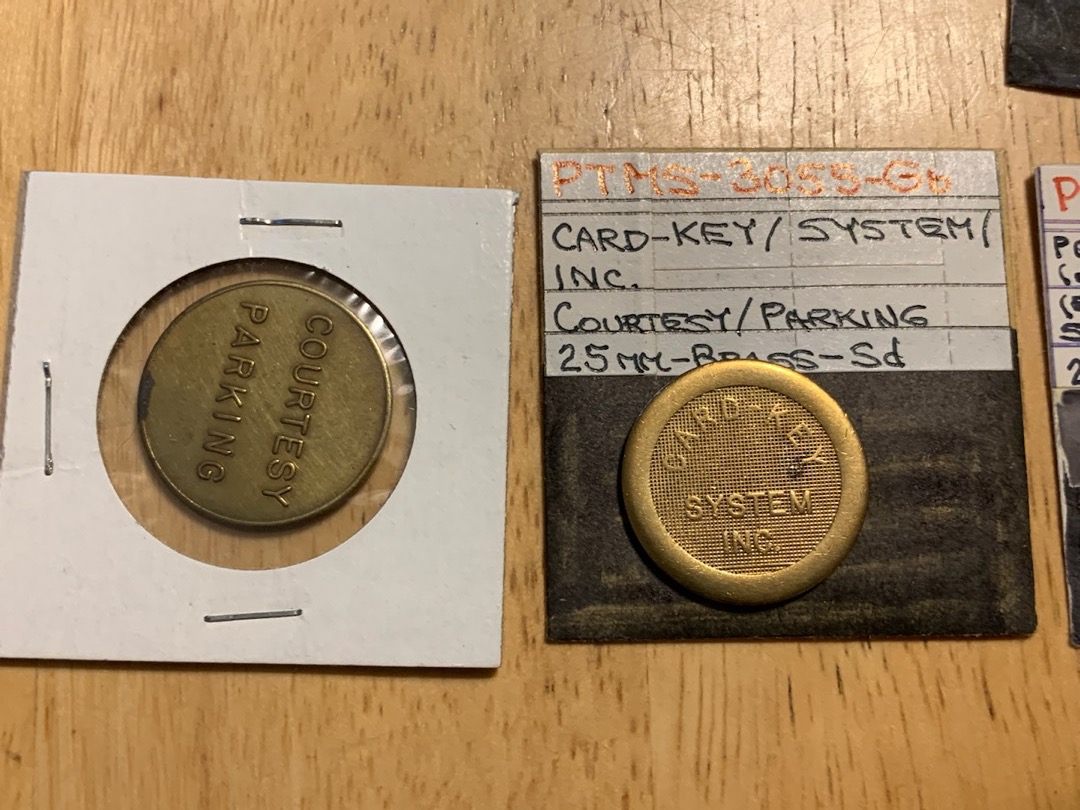 COURTESY
PARKING
PTMS-3055-Gb
CARD-KEY/ SYSTEM/
INC.
COURTESY/PARKING
25MM-BRASS-Sd
CARD-KEY
SYSTEM
INC.
P